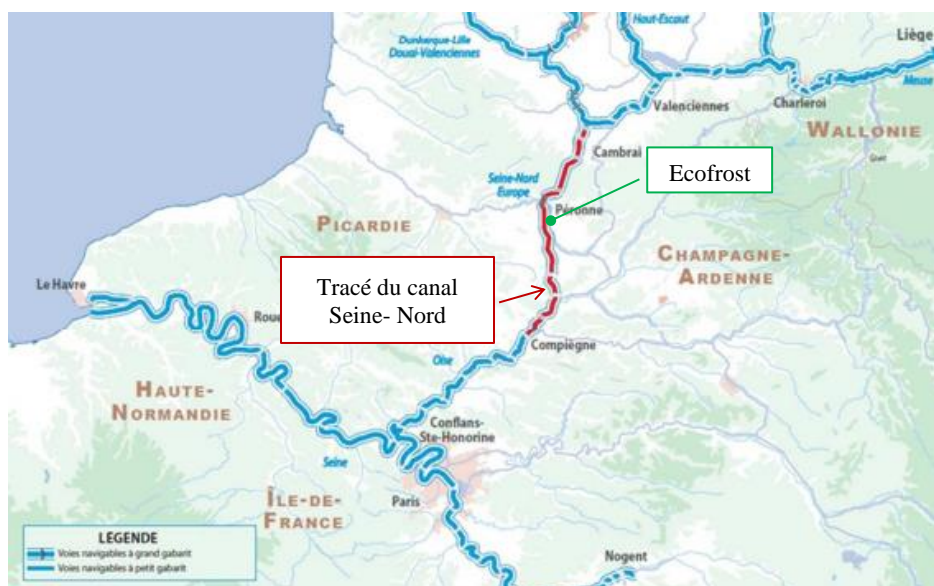 Dunkerque-Lille
Douai-Valenciennes
Haut-Escaut
Liège
Meuse
Valenciennes
Charleroi
WALLONIE
Cambrai
Ecofrost
Seine-Nord
Europe
Péronne
PICARDIE
CHAMPAGNE-
ARDENNE
Le Havre
Tracé du canal
Seine- Nord
Roue
Compiègne
Oise
HAUTE-
NORMANDIE
Conflans-
Ste-Honorine
Seine
Paris
ÎLE-DE-
FRANCE
LÉGENDE
Voies navigables à grand gabarit
Voies navigables à petit gabarit
Nogent